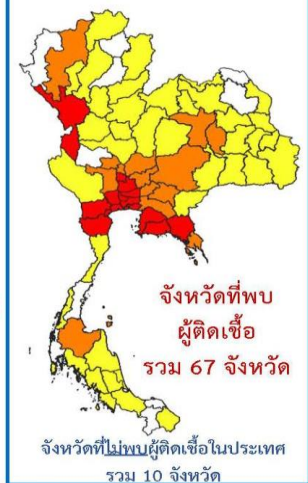 จังหวัดที่พบ
ผู้ติดเชื้อ
รวม 67 จังหวัด
จังหวัดที่ไม่พบผู้ติดเชื้อในประเทศ
รวม 10 จังหวัด